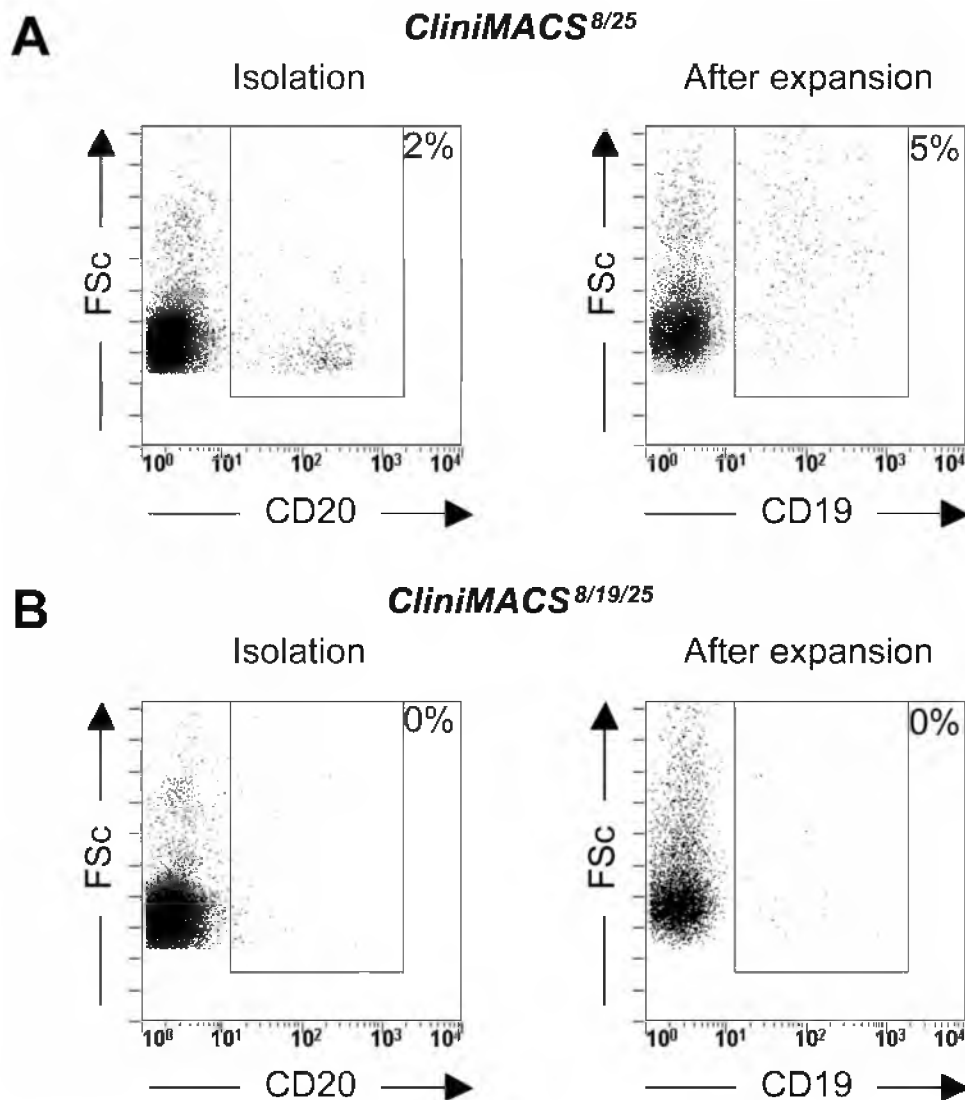 A
CliniMACS8/25
Isolation
After expansion
2%
5%
FSc
FSc
10⁰ 10¹ 10² 10³ 10⁴
10⁰ 10¹ 10² 10³ 10⁴
CD20
CD19
B
CliniMACS8/19/25
Isolation
After expansion
0%
0%
FSc
FSc
10⁰ 10¹ 10² 10³ 10⁴
10⁰ 10¹ 10² 10³ 10⁴
CD20
CD19